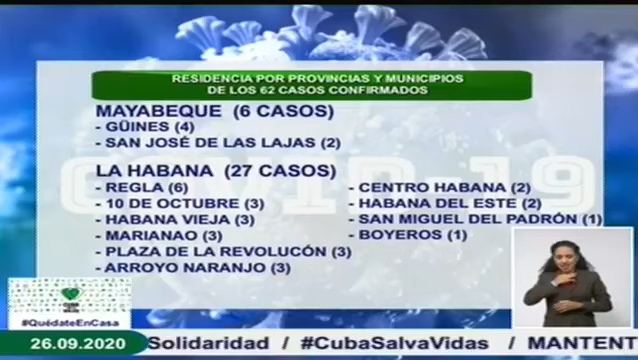 RESIDENCIA POR PROVINCIAS Y MUNICIPIOS
DE LOS 62 CASOS CONFIRMADOS
MAYABEQUE (6 CASOS)
- GÜINES (4)
- SAN JOSÉ DE LAS LAJAS (2)
LA HABANA (27 CASOS)
- REGLA (6)
- 10 DE OCTUBRE (3)
- HABANA VIEJA (3)
- MARIANAO (3)
- PLAZA DE LA REVOLUCÓN (3)
- ARROYO NARANJO (3)
- CENTRO HABANA (2)
- HABANA DEL ESTE (2)
- SAN MIGUEL DEL PADRÓN (1)
- BOYEROS (1)
COVID-19
#QuédateEnCasa
26.09.2020 Solidaridad / #CubaSalvaVidas / MANTENT